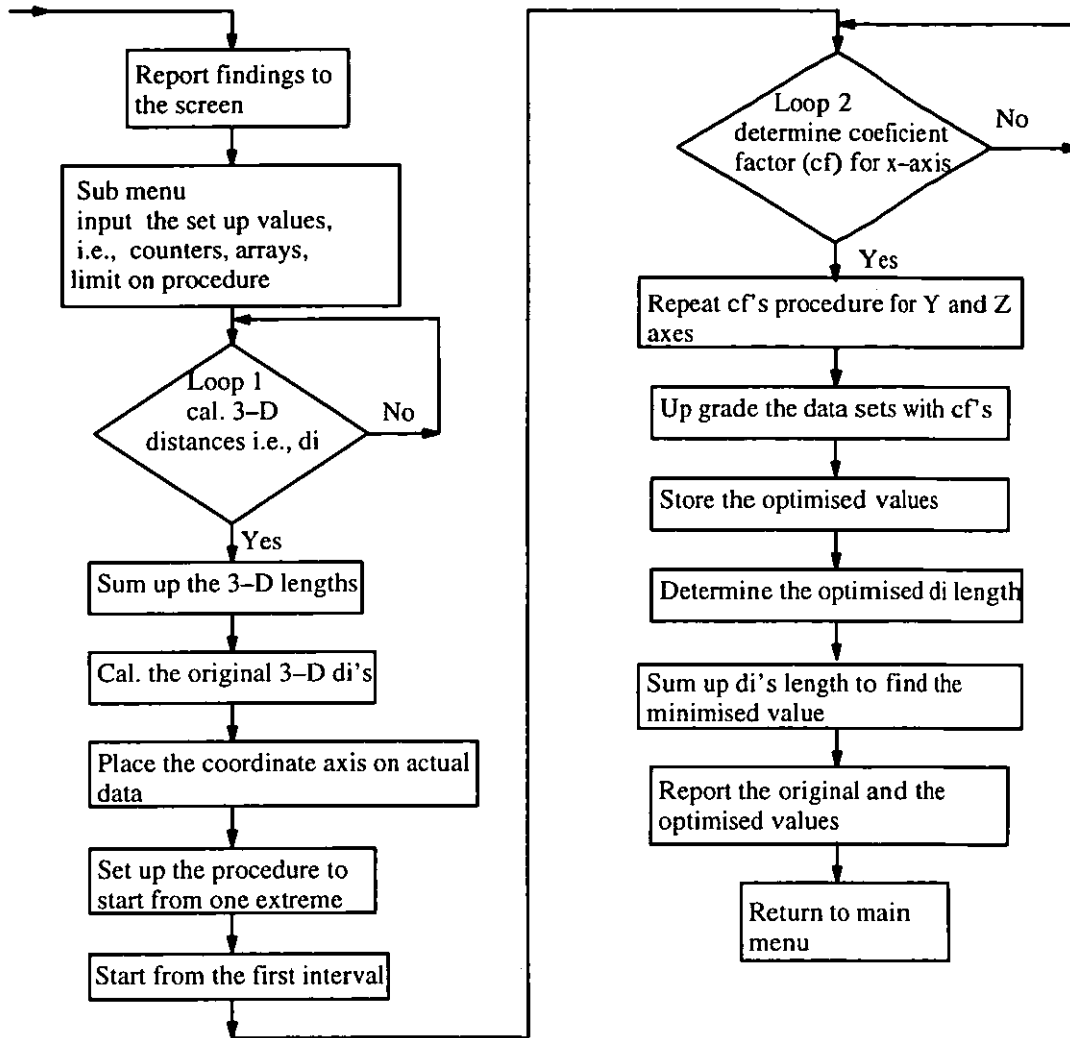 Report findings to
the screen
Sub menu
input the set up values,
i.e., counters, arrays,
limit on procedure
Loop 1
cal. 3–D
distances i.e., di
No
Yes
Sum up the 3–D lengths
Cal. the original 3–D di's
Place the coordinate axis on actual
data
Set up the procedure to
start from one extreme
Start from the first interval
Loop 2
determine coeficient
factor (cf) for x–axis
No
Yes
Repeat cf's procedure for Y and Z
axes
Up grade the data sets with cf's
Store the optimised values
Determine the optimised di length
Sum up di's length to find the
minimised value
Report the original and the
optimised values
Return to main
menu